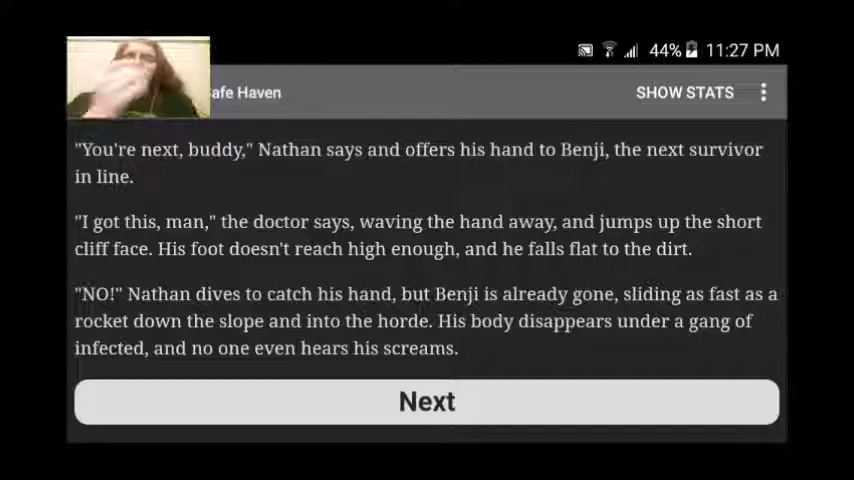 44% 11:27 PM
afe Haven SHOW STATS
"You're next, buddy," Nathan says and offers his hand to Benji, the next survivor
in line.
"I got this, man," the doctor says, waving the hand away, and jumps up the short
cliff face. His foot doesn't reach high enough, and he falls flat to the dirt.
"NO!" Nathan dives to catch his hand, but Benji is already gone, sliding as fast as a
rocket down the slope and into the horde. His body disappears under a gang of
infected, and no one even hears his screams.
Next